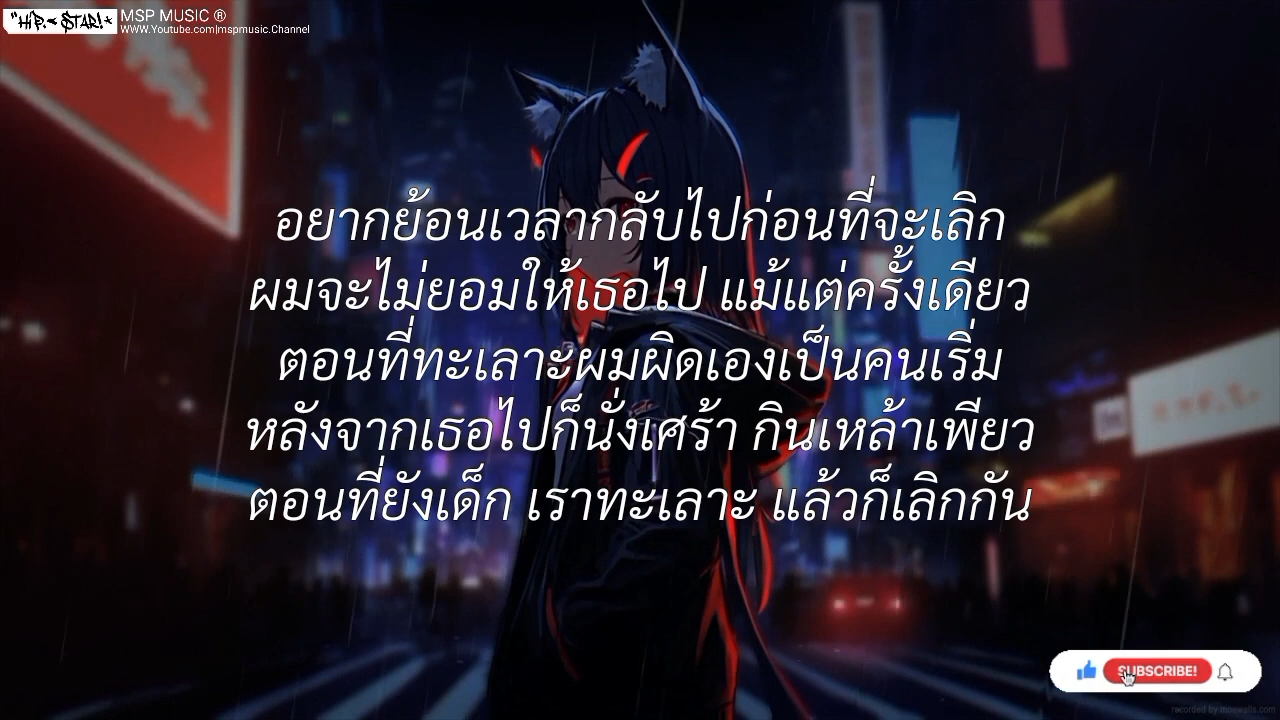 "HIP. STAR!
MSP MUSIC ®
WWW.Youtube.com|mspmusic.Channel
อยากย้อนเวลากลับไปก่อนที่จะเลิก
ผมจะไม่ยอมให้เธอไป แม้แต่ครั้งเดียว
ตอนที่ทะเลาะผมผิดเองเป็นคนเริ่ม
หลังจากเธอไปก็นั่งเศร้า กินเหล้าเพียว
ตอนที่ยังเด็ก เราทะเลาะ แล้วก็เลิกกัน
SUBSCRIBE!
recorded by moewalls.com